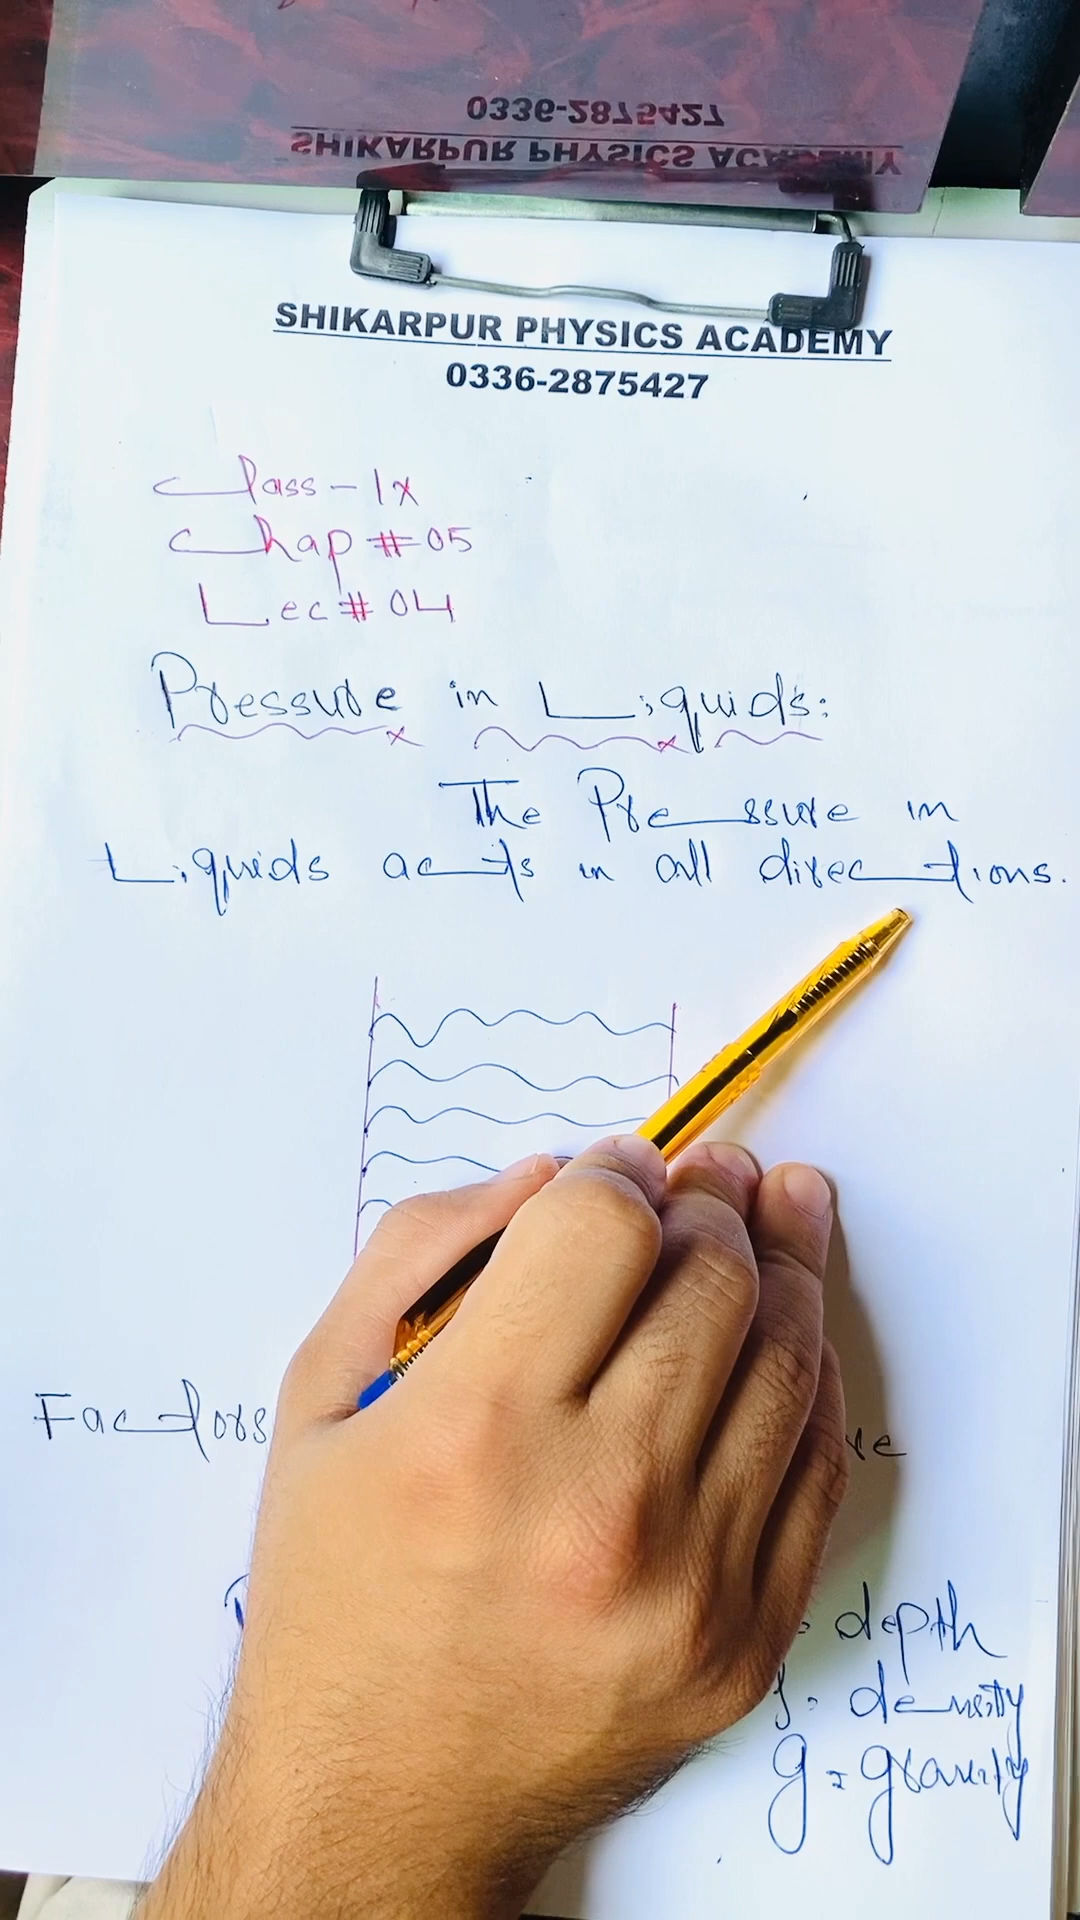 0336-2875427
SHIKARPUR PHYSICS ACADEMY
SHIKARPUR PHYSICS ACADEMY
0336-2875427
Class - IX
Chap # 05
Lec # 04
Pressure in Liquids:
The Pressure in
Liquids acts in all directions.
Factors
= depth
ρ = density
g = gravity